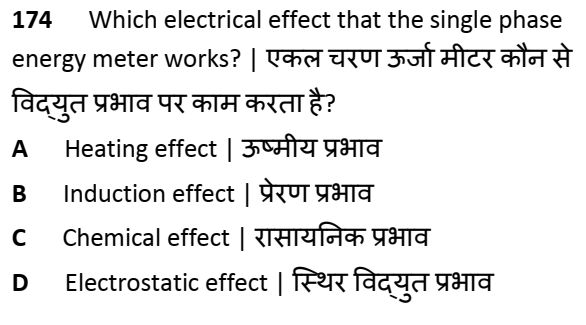 174 Which electrical effect that the single phase
energy meter works? | एकल चरण ऊर्जा मीटर कौन से
विद्युत प्रभाव पर काम करता है?
A Heating effect | ऊष्मीय प्रभाव
B Induction effect | प्रेरण प्रभाव
C Chemical effect | रासायनिक प्रभाव
D Electrostatic effect | स्थिर विद्युत प्रभाव